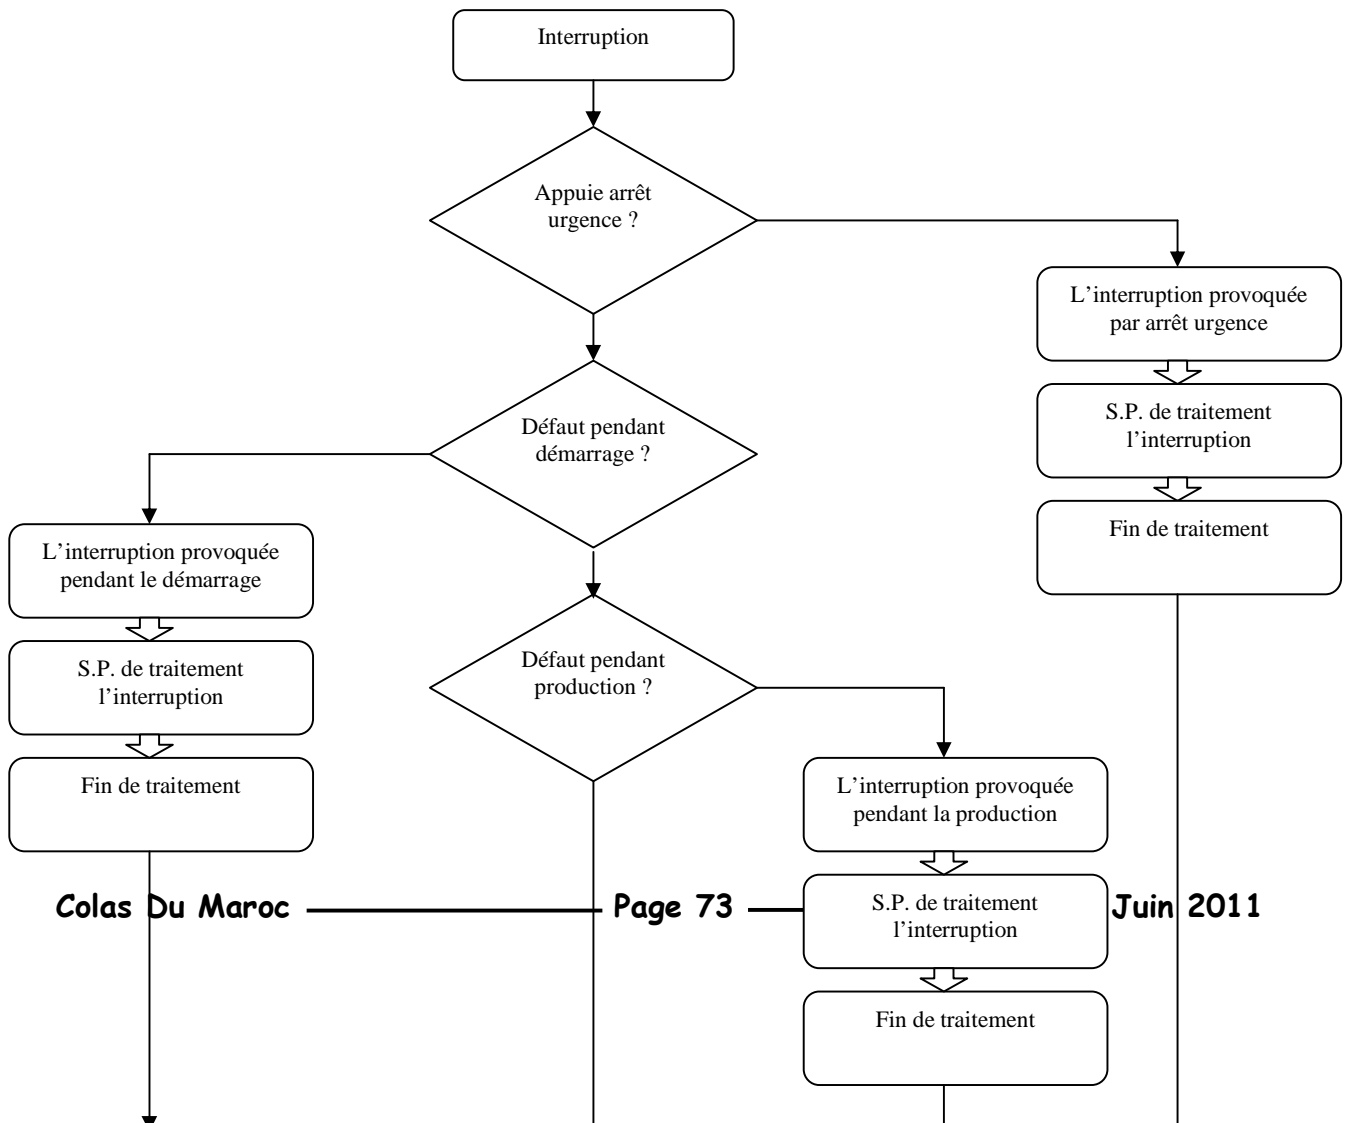 Interruption
Appuie arrêt
urgence ?
L’interruption provoquée
par arrêt urgence
S.P. de traitement
l’interruption
Fin de traitement
Défaut pendant
démarrage ?
L’interruption provoquée
pendant le démarrage
S.P. de traitement
l’interruption
Fin de traitement
Défaut pendant
production ?
L’interruption provoquée
pendant la production
S.P. de traitement
l’interruption
Fin de traitement
Colas Du Maroc Page 73 Juin 2011